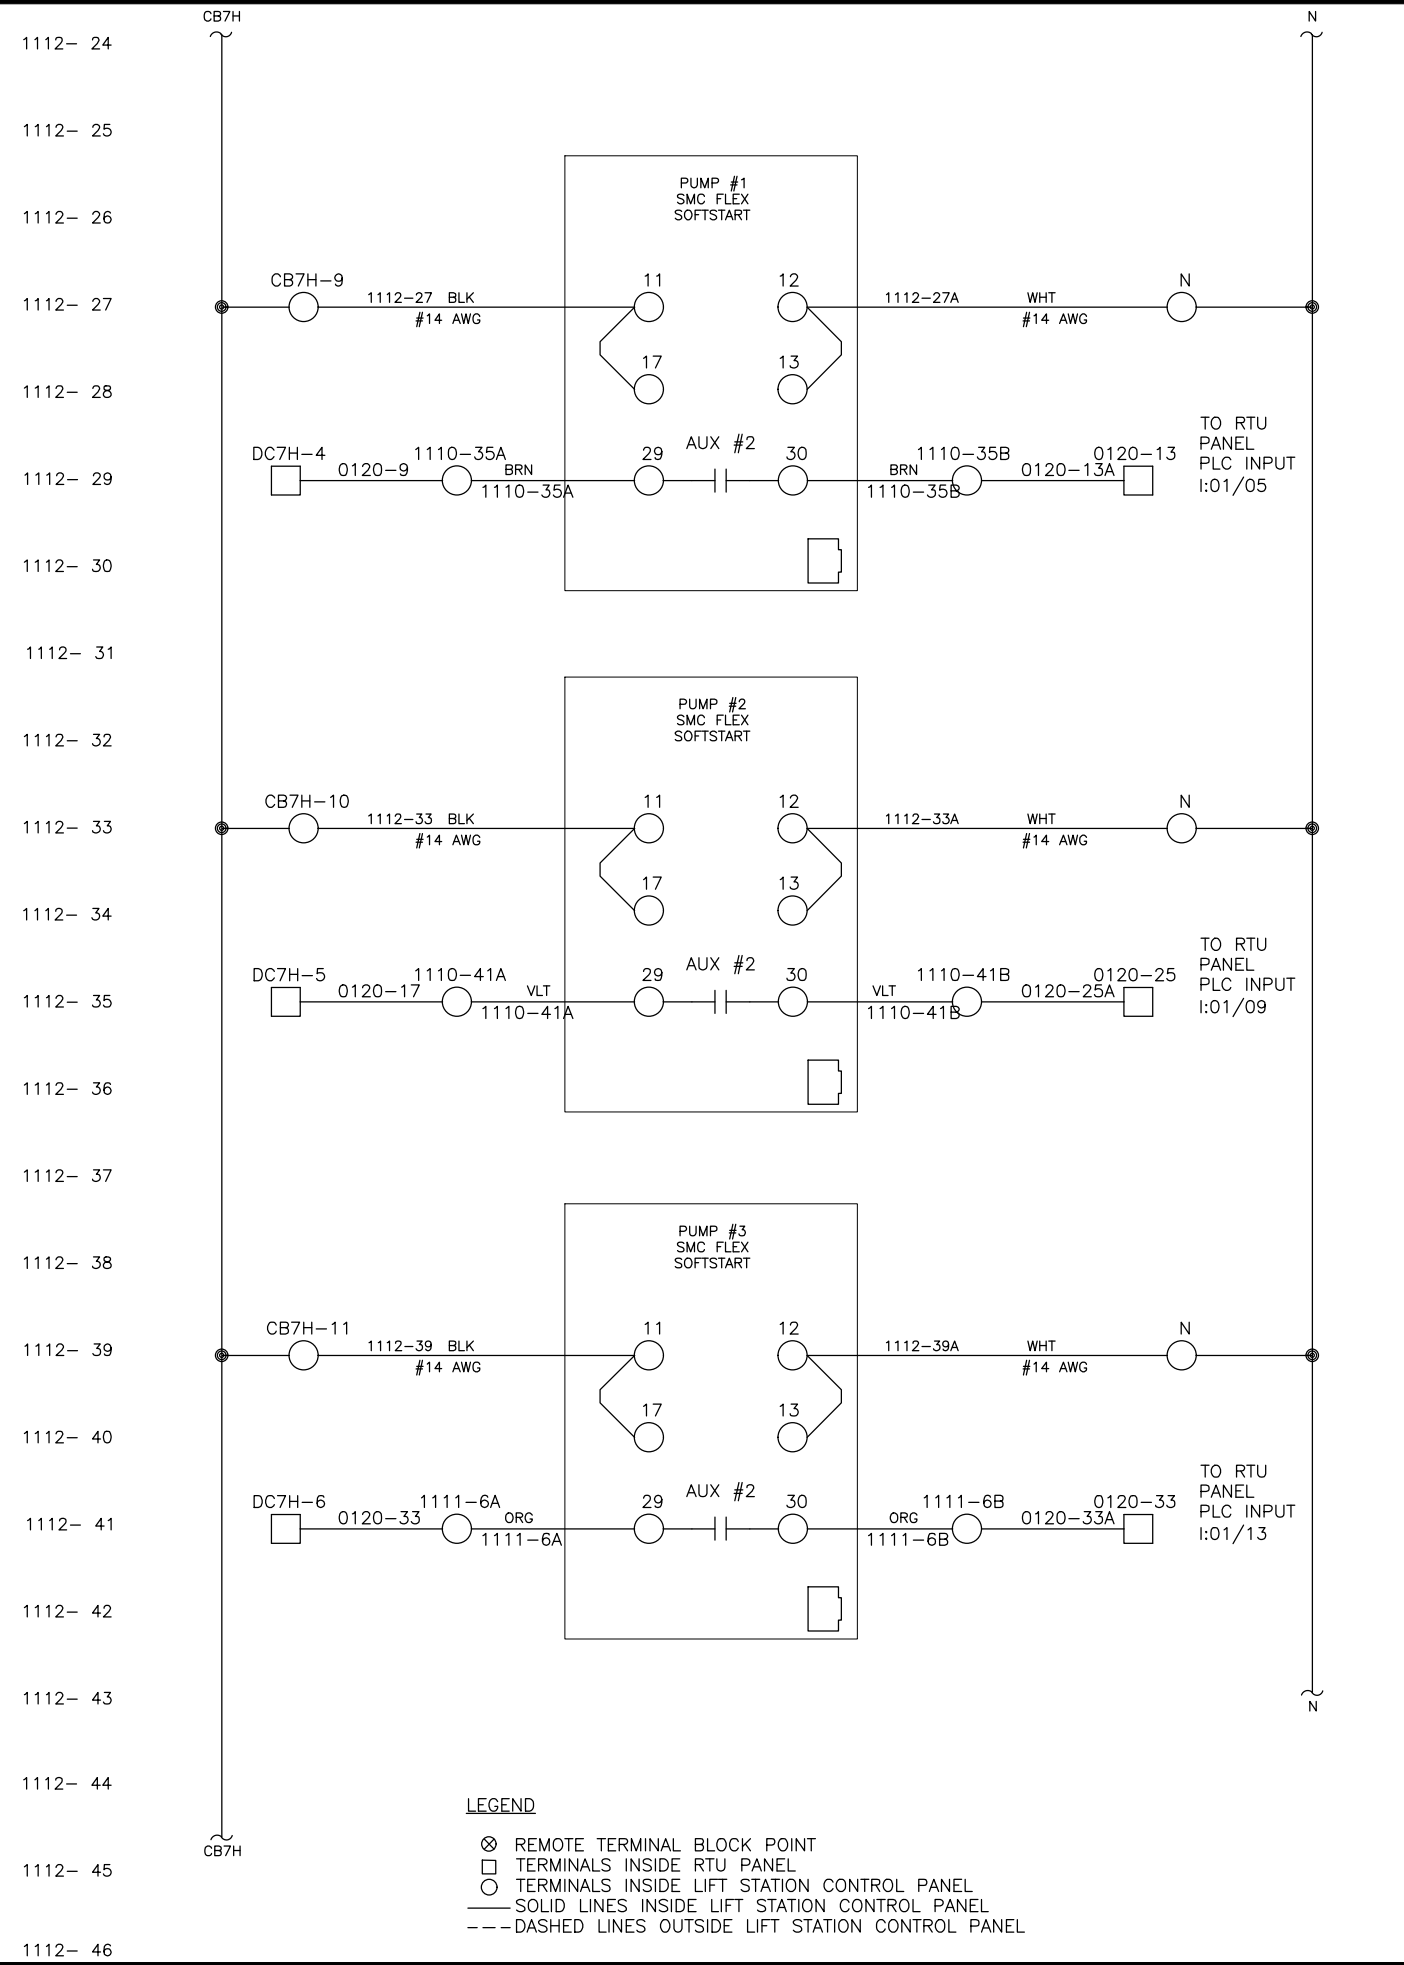 CB7H N
1112- 24
1112- 25
PUMP #1
SMC FLEX
SOFTSTART
1112- 26
CB7H-9 11 12 N
1112- 27 1112-27 BLK 1112-27A WHT
#14 AWG #14 AWG
17 13
1112- 28
TO RTU
PANEL
PLC INPUT
I:01/05
DC7H-4 1110-35A 29 AUX #2 30 1110-35B 0120-13
1112- 29 0120-9 BRN BRN 0120-13A
1110-35A 1110-35B
1112- 30
1112- 31
PUMP #2
SMC FLEX
SOFTSTART
1112- 32
CB7H-10 11 12 N
1112- 33 1112-33 BLK 1112-33A WHT
#14 AWG #14 AWG
17 13
1112- 34
TO RTU
PANEL
PLC INPUT
I:01/09
DC7H-5 1110-41A 29 AUX #2 30 1110-41B 0120-25
1112- 35 0120-17 VLT VLT 0120-25A
1110-41A 1110-41B
1112- 36
1112- 37
PUMP #3
SMC FLEX
SOFTSTART
1112- 38
CB7H-11 11 12 N
1112- 39 1112-39 BLK 1112-39A WHT
#14 AWG #14 AWG
17 13
1112- 40
TO RTU
PANEL
PLC INPUT
I:01/13
DC7H-6 1111-6A 29 AUX #2 30 1111-6B 0120-33
1112- 41 0120-33 ORG ORG 0120-33A
1111-6A 1111-6B
1112- 42
1112- 43
N
1112- 44
CB7H
LEGEND
REMOTE TERMINAL BLOCK POINT
1112- 45
TERMINALS INSIDE RTU PANEL
TERMINALS INSIDE LIFT STATION CONTROL PANEL
SOLID LINES INSIDE LIFT STATION CONTROL PANEL
DASHED LINES OUTSIDE LIFT STATION CONTROL PANEL
1112- 46